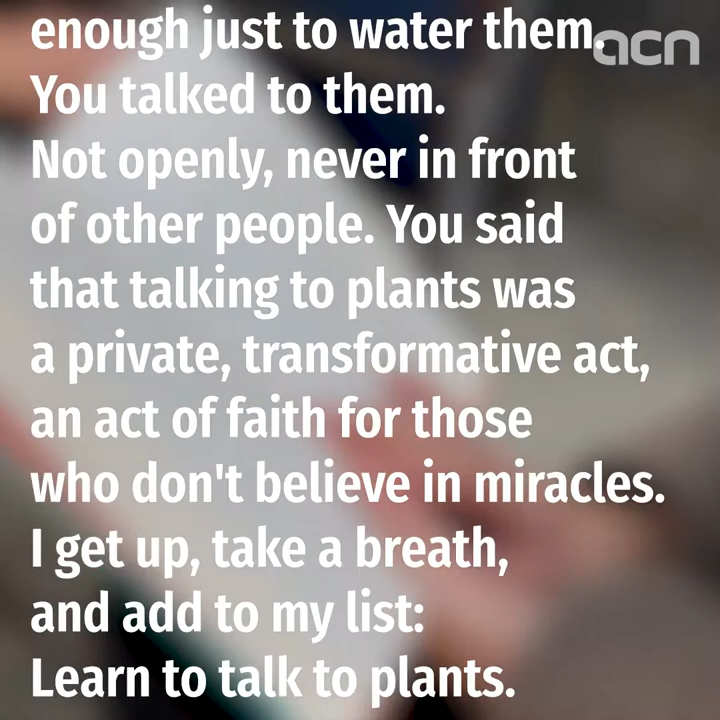 enough just to water them.
acn
You talked to them.
Not openly, never in front
of other people. You said
that talking to plants was
a private, transformative act,
an act of faith for those
who don't believe in miracles.
I get up, take a breath,
and add to my list:
Learn to talk to plants.